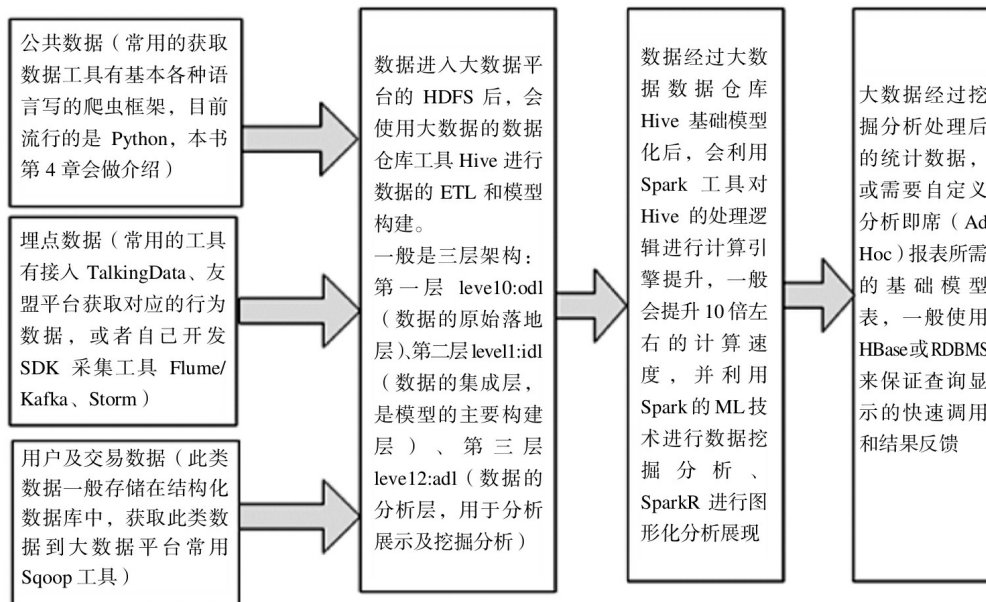 公共数据（常用的获取
数据工具有基本各种语
言写的爬虫框架，目前
流行的是 Python，本书
第 4 章会做介绍）
埋点数据（常用的工具
有接入 TalkingData、友
盟平台获取对应的行为
数据，或者自己开发
SDK 采集工具 Flume/
Kafka、Storm）
用户及交易数据（此类
数据一般存储在结构化
数据库中，获取此类数
据到大数据平台常用
Sqoop 工具）
数据进入大数据平
台的 HDFS 后，会
使用大数据的数据
仓库工具 Hive 进行
数据的 ETL 和模型
构建。
一般是三层架构：
第一层 leve10:odl
（数据的原始落地
层）、第二层level1:idl
（数据的集成层，
是模型的主要构建
层）、第三层
leve12:adl（数据的
分析层，用于分析
展示及挖掘分析）
数据经过大数
据数据仓库
Hive 基础模型
化后，会利用
Spark 工具对
Hive 的处理逻
辑进行计算引
擎提升，一般
会提升 10 倍左
右的计算速
度，并利用
Spark 的 ML 技
术进行数据挖
掘分析、
SparkR 进行图
形化分析展现
大数据经过挖
掘分析处理后
的统计数据，
或需要自定义
分析即席（Ad
Hoc）报表所需
的基础模型
表，一般使用
HBase或RDBMS
来保证查询显
示的快速调用
和结果反馈